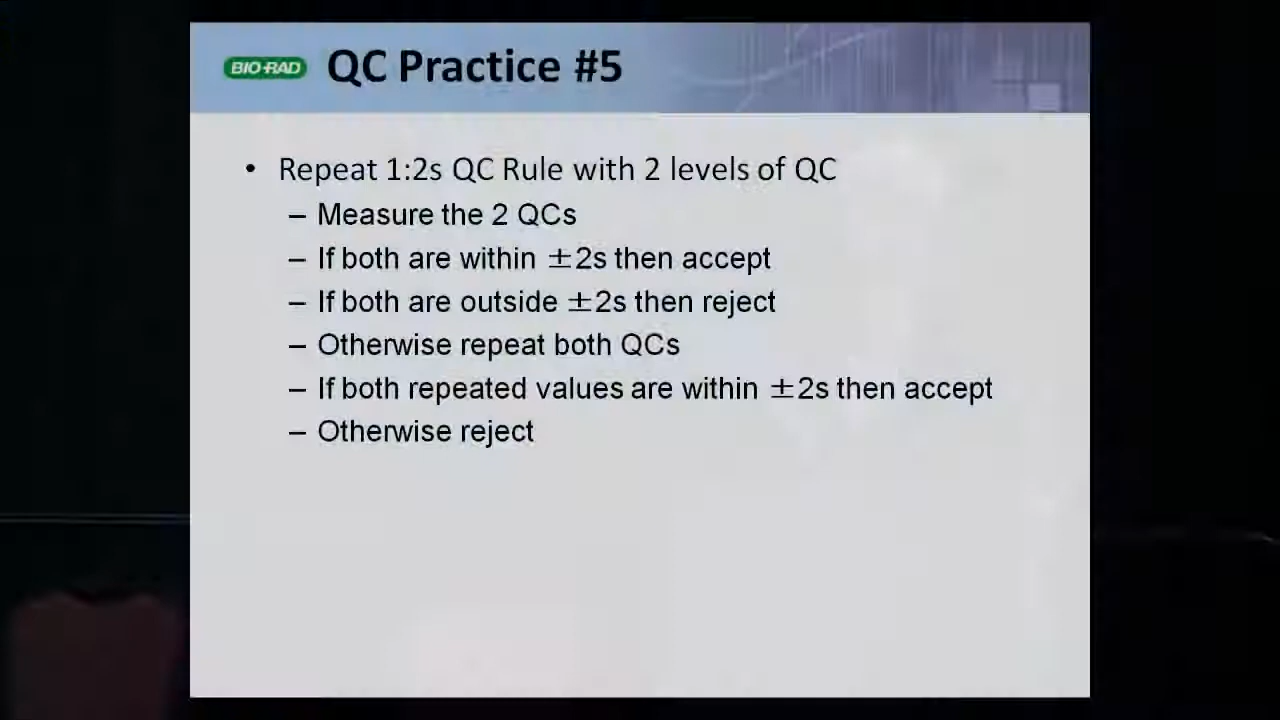 BIO-RAD QC Practice #5
• Repeat 1:2s QC Rule with 2 levels of QC
– Measure the 2 QCs
– If both are within ±2s then accept
– If both are outside ±2s then reject
– Otherwise repeat both QCs
– If both repeated values are within ±2s then accept
– Otherwise reject